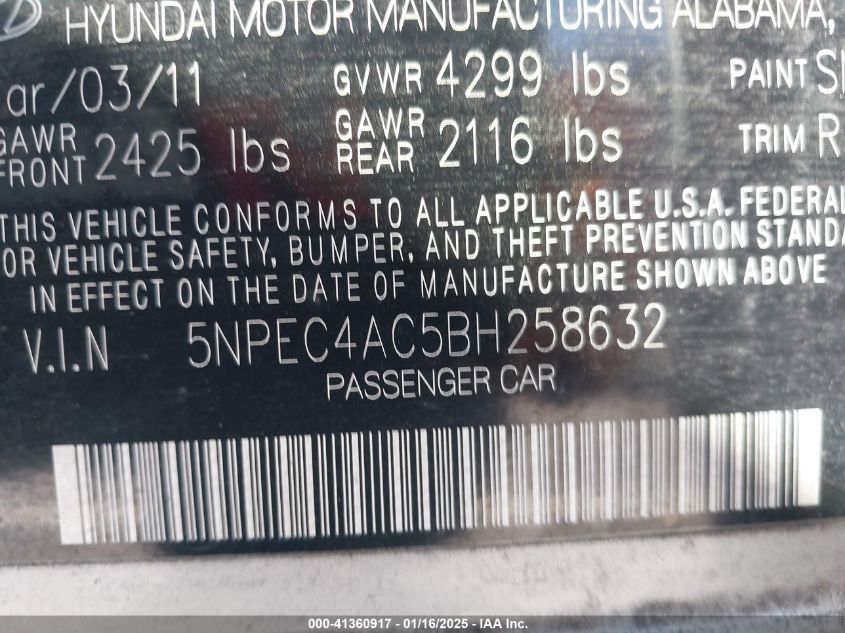 HYUNDAI MOTOR MANUFACTURING ALABAMA,
ar/03/11 GVWR 4299 lbs PAINT
GAWR FRONT 2425 lbs GAWR REAR 2116 lbs TRIM R
THIS VEHICLE CONFORMS TO ALL APPLICABLE U.S.A. FEDERAL
OR VEHICLE SAFETY, BUMPER, AND THEFT PREVENTION STANDA
IN EFFECT ON THE DATE OF MANUFACTURE SHOWN ABOVE
V.I.N 5NPEC4AC5BH258632
PASSENGER CAR
000-41360917 - 01/16/2025 - IAA Inc.